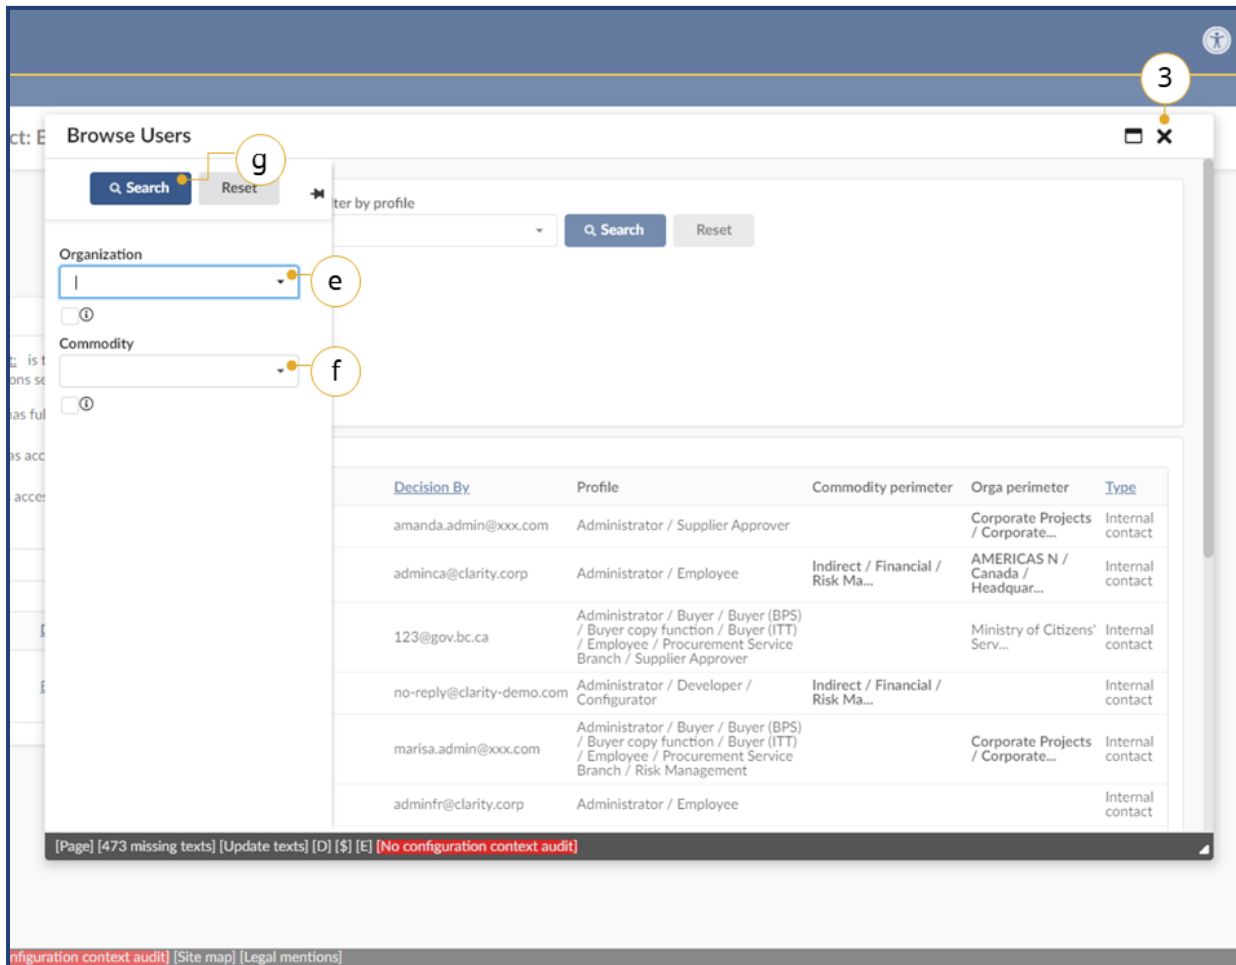 3
ct: E
Browse Users
g
Search
Reset
ter by profile
Search
Reset
Organization
e
Commodity
f
is t
ons se
as ful
as acc
acces
Decision By
Profile
Commodity perimeter
Orga perimeter
Type
amanda.admin@xxx.com
Administrator / Supplier Approver
Corporate Projects
/ Corporate...
Internal
contact
adminca@clarity.corp
Administrator / Employee
Indirect / Financial /
Risk Ma...
AMERICAS N /
Canada /
Headquar...
Internal
contact
123@gov.bc.ca
Administrator / Buyer / Buyer (BPS)
/ Buyer copy function / Buyer (ITT)
/ Employee / Procurement Service
Branch / Supplier Approver
Ministry of Citizens'
Serv...
Internal
contact
no-reply@clarity-demo.com
Administrator / Developer /
Configurator
Indirect / Financial /
Risk Ma...
Internal
contact
marisa.admin@xxx.com
Administrator / Buyer / Buyer (BPS)
/ Buyer copy function / Buyer (ITT)
/ Employee / Procurement Service
Branch / Risk Management
Corporate Projects
/ Corporate...
Internal
contact
adminfr@clarity.corp
Administrator / Employee
Internal
contact
[Page] [473 missing texts] [Update texts] [D] [$] [E] [No configuration context audit]
nfiguration context audit] [Site map] [Legal mentions]